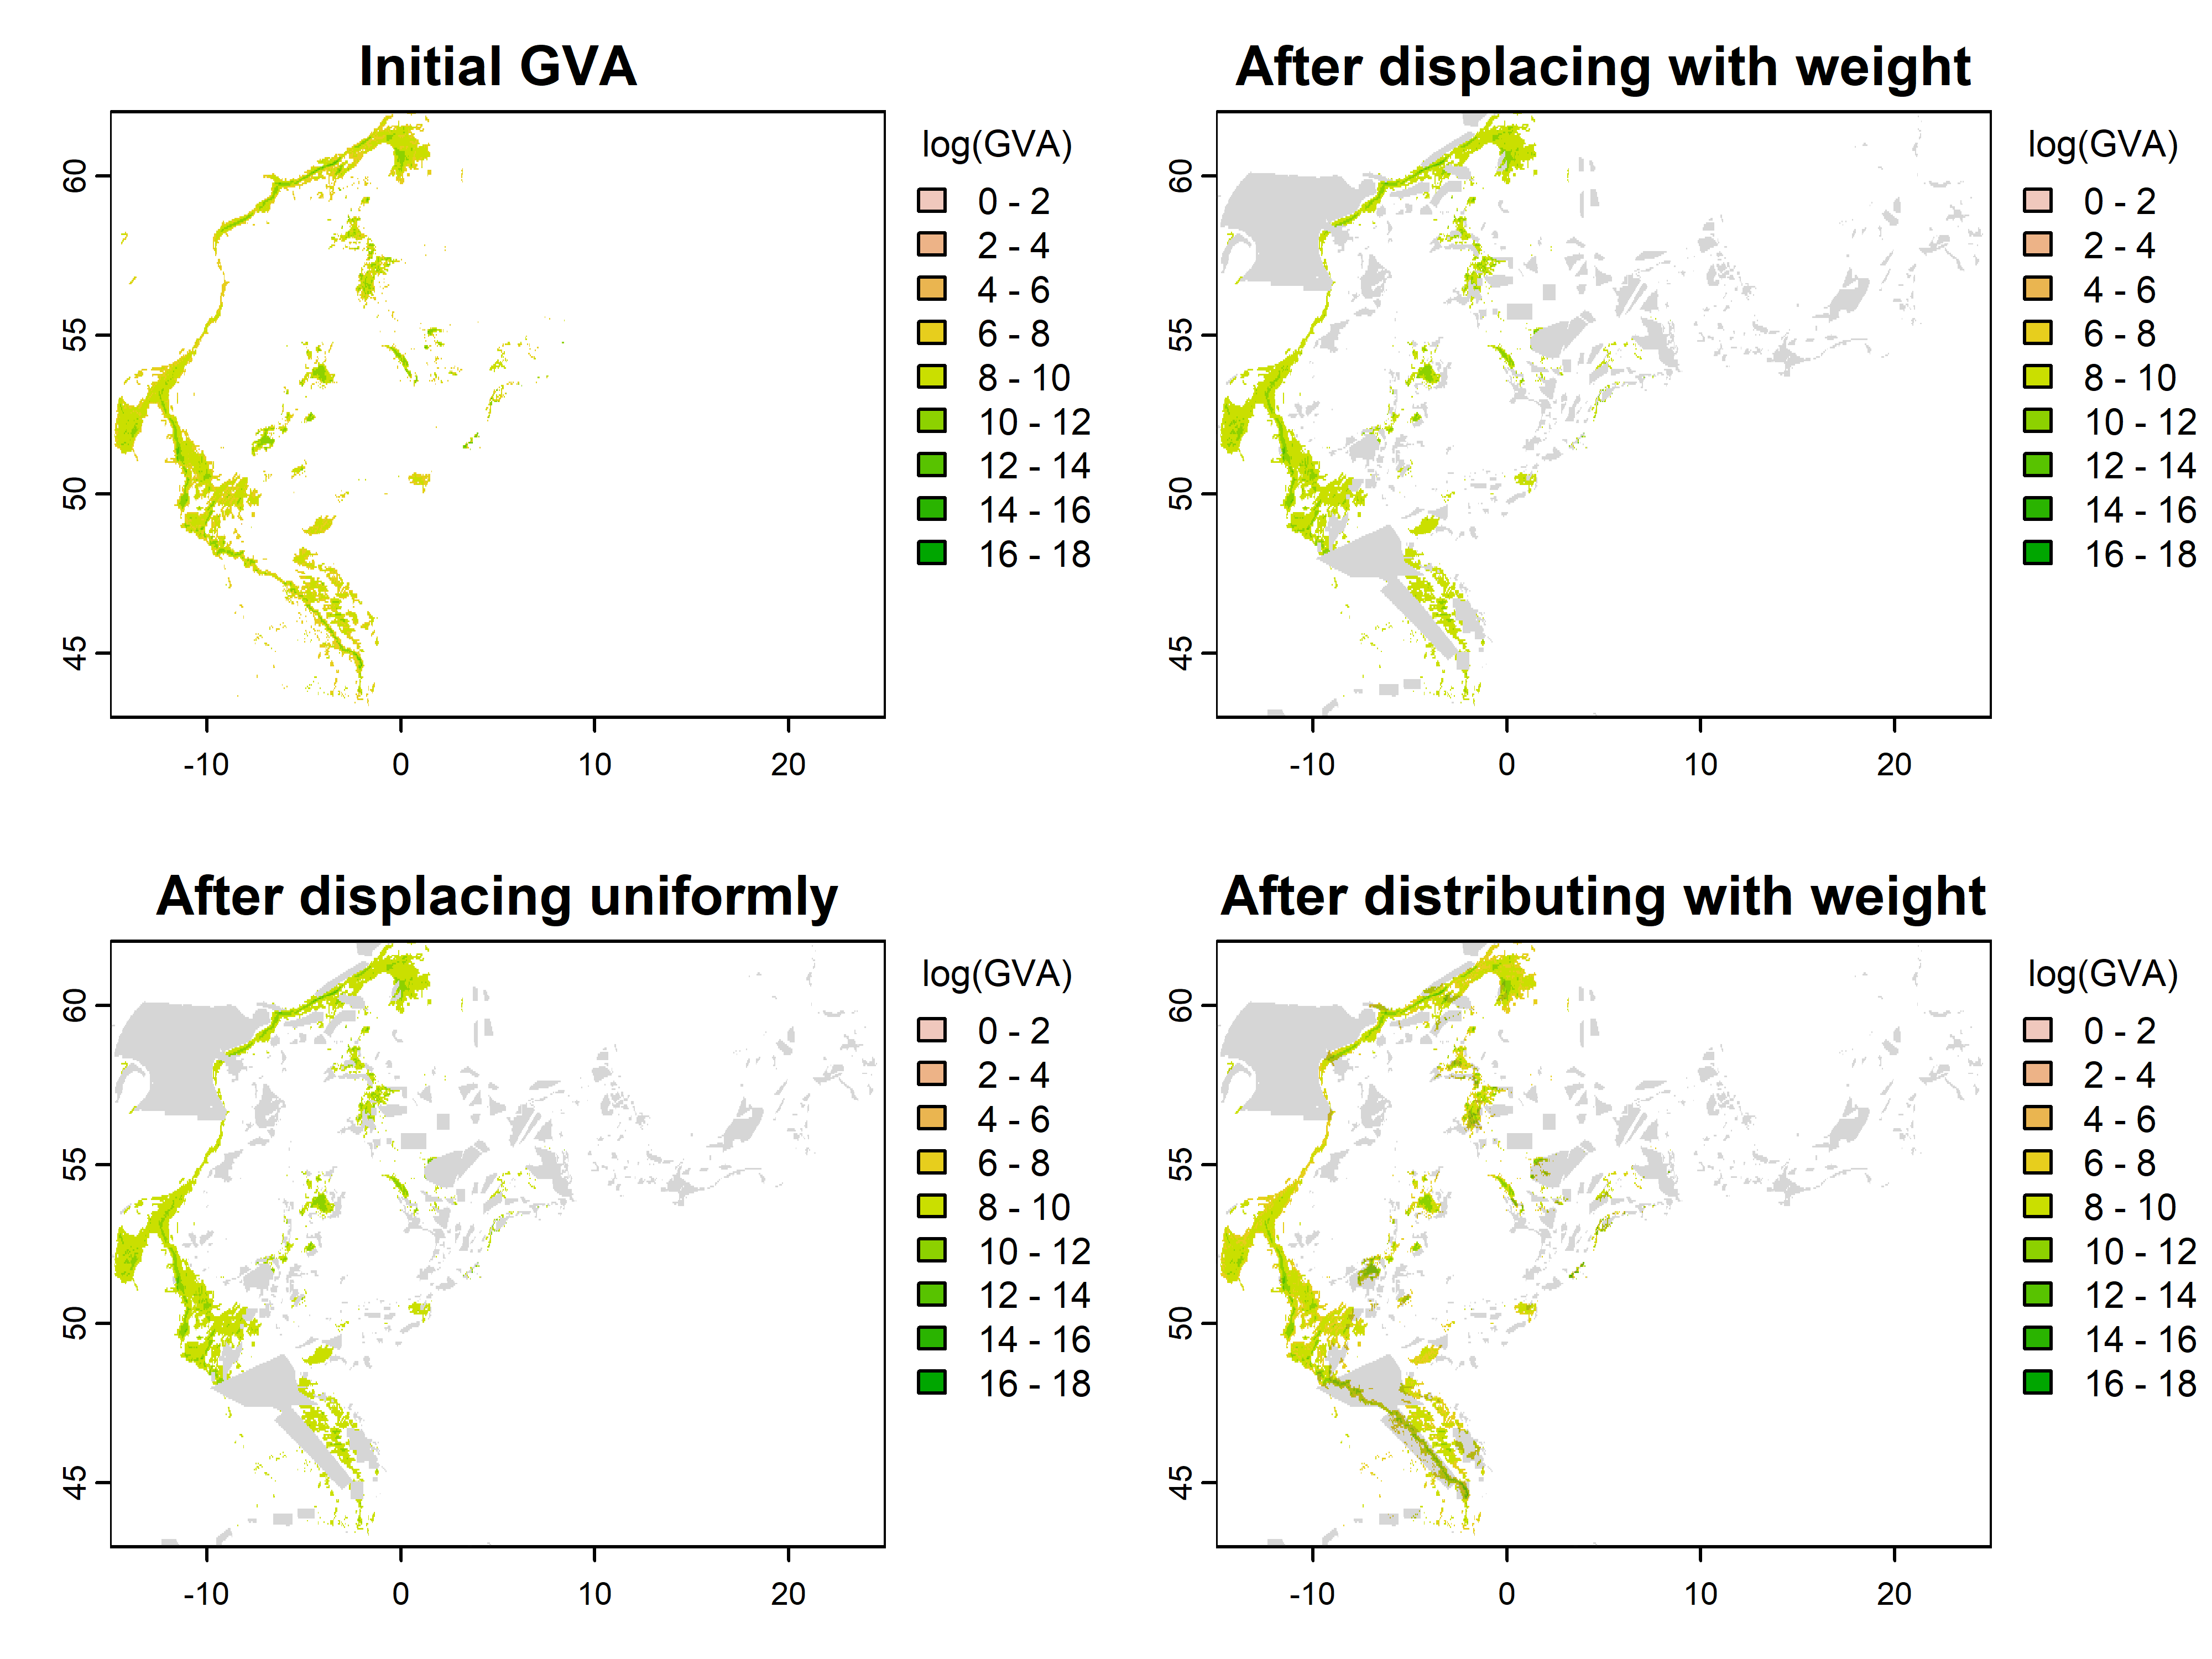 Initial GVA
60
55
50
45
-10
0
10
20
log(GVA)
0 - 2
2 - 4
4 - 6
6 - 8
8 - 10
10 - 12
12 - 14
14 - 16
16 - 18
After displacing with weight
60
55
50
45
-10
0
10
20
log(GVA)
0 - 2
2 - 4
4 - 6
6 - 8
8 - 10
10 - 12
12 - 14
14 - 16
16 - 18
After displacing uniformly
60
55
50
45
-10
0
10
20
log(GVA)
0 - 2
2 - 4
4 - 6
6 - 8
8 - 10
10 - 12
12 - 14
14 - 16
16 - 18
After distributing with weight
60
55
50
45
-10
0
10
20
log(GVA)
0 - 2
2 - 4
4 - 6
6 - 8
8 - 10
10 - 12
12 - 14
14 - 16
16 - 18